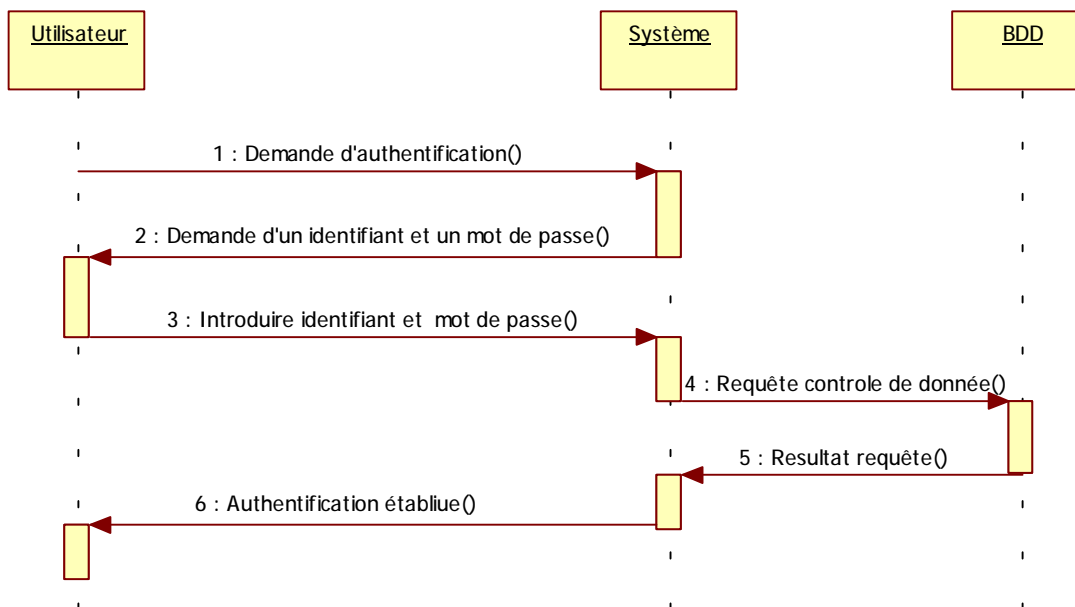 Utilisateur
Système
BDD
1 : Demande d'authentification()
2 : Demande d'un identifiant et un mot de passe()
3 : Introduire identifiant et mot de passe()
4 : Requête controle de donnée()
5 : Resultat requête()
6 : Authentification établiue()